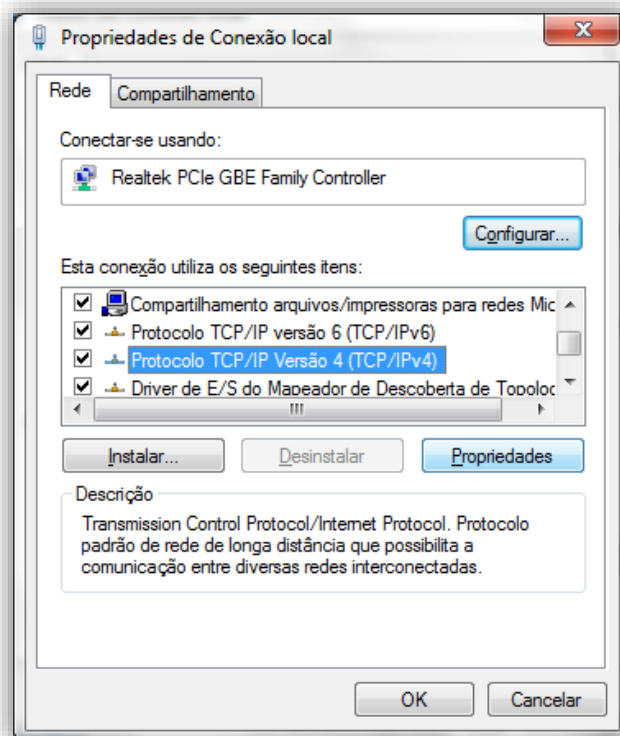 Propriedades de Conexão local
Rede
Compartilhamento
Conectar-se usando:
Realtek PCIe GBE Family Controller
Configurar...
Esta conexão utiliza os seguintes itens:
Compartilhamento arquivos/impressoras para redes Mic
Protocolo TCP/IP versão 6 (TCP/IPv6)
Protocolo TCP/IP Versão 4 (TCP/IPv4)
Driver de E/S do Mapeador de Descoberta de Topoloc
Instalar...
Desinstalar
Propriedades
Descrição
Transmission Control Protocol/Internet Protocol. Protocolo
padrão de rede de longa distância que possibilita a
comunicação entre diversas redes interconectadas.
OK
Cancelar